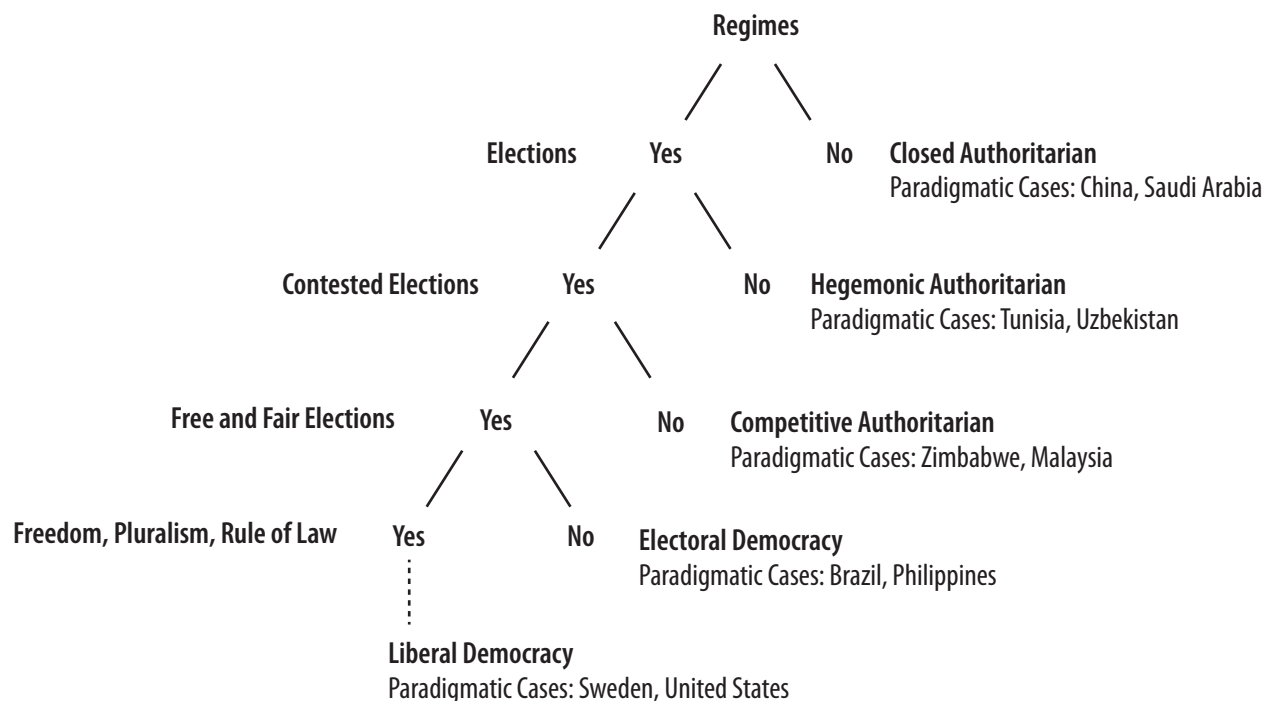 Regimes
Elections Yes No Closed Authoritarian
Paradigmatic Cases: China, Saudi Arabia
Contested Elections Yes No Hegemonic Authoritarian
Paradigmatic Cases: Tunisia, Uzbekistan
Free and Fair Elections Yes No Competitive Authoritarian
Paradigmatic Cases: Zimbabwe, Malaysia
Freedom, Pluralism, Rule of Law Yes No Electoral Democracy
Paradigmatic Cases: Brazil, Philippines
Liberal Democracy
Paradigmatic Cases: Sweden, United States